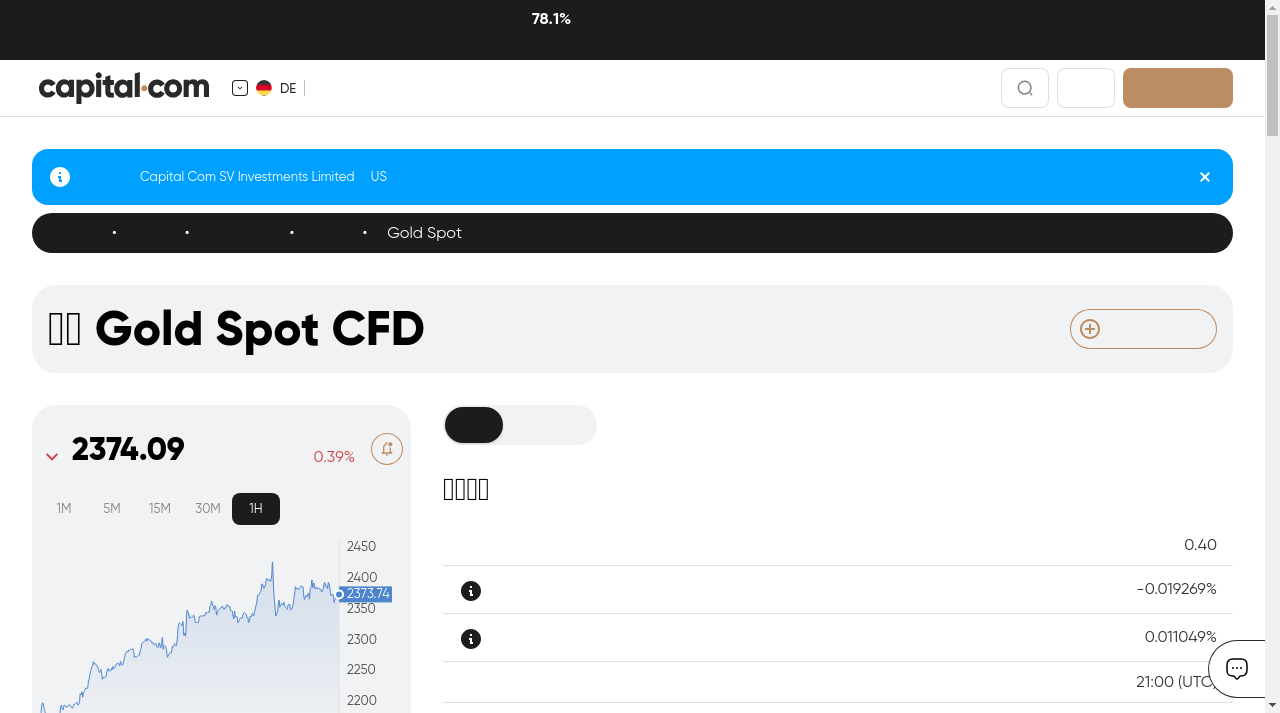 78.1%
capital.com
DE
Capital Com SV Investments Limited US
Gold Spot
Gold Spot CFD
2374.09
0.39%
1M 5M 15M 30M 1H
2450
2400
2373.74
2350
2300
2250
2200
0.40
-0.019269%
0.011049%
21:00 (UTC)